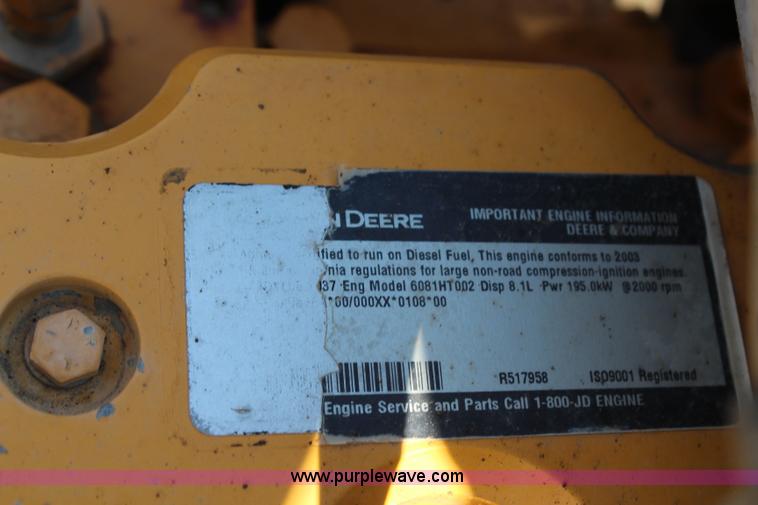 N DEERE
IMPORTANT ENGINE INFORMATION
DEERE & COMPANY
ified to run on Diesel Fuel, This engine conforms to 2003
nia regulations for large non-road compression-ignition engines.
37 Eng Model 6081HT002 Disp 8.1L Pwr 195.0kW @2000 rpm
*00/000XX*0108*00
R517958
ISO9001 Registered
Engine Service and Parts Call 1-800-JD ENGINE
www.purplewave.com